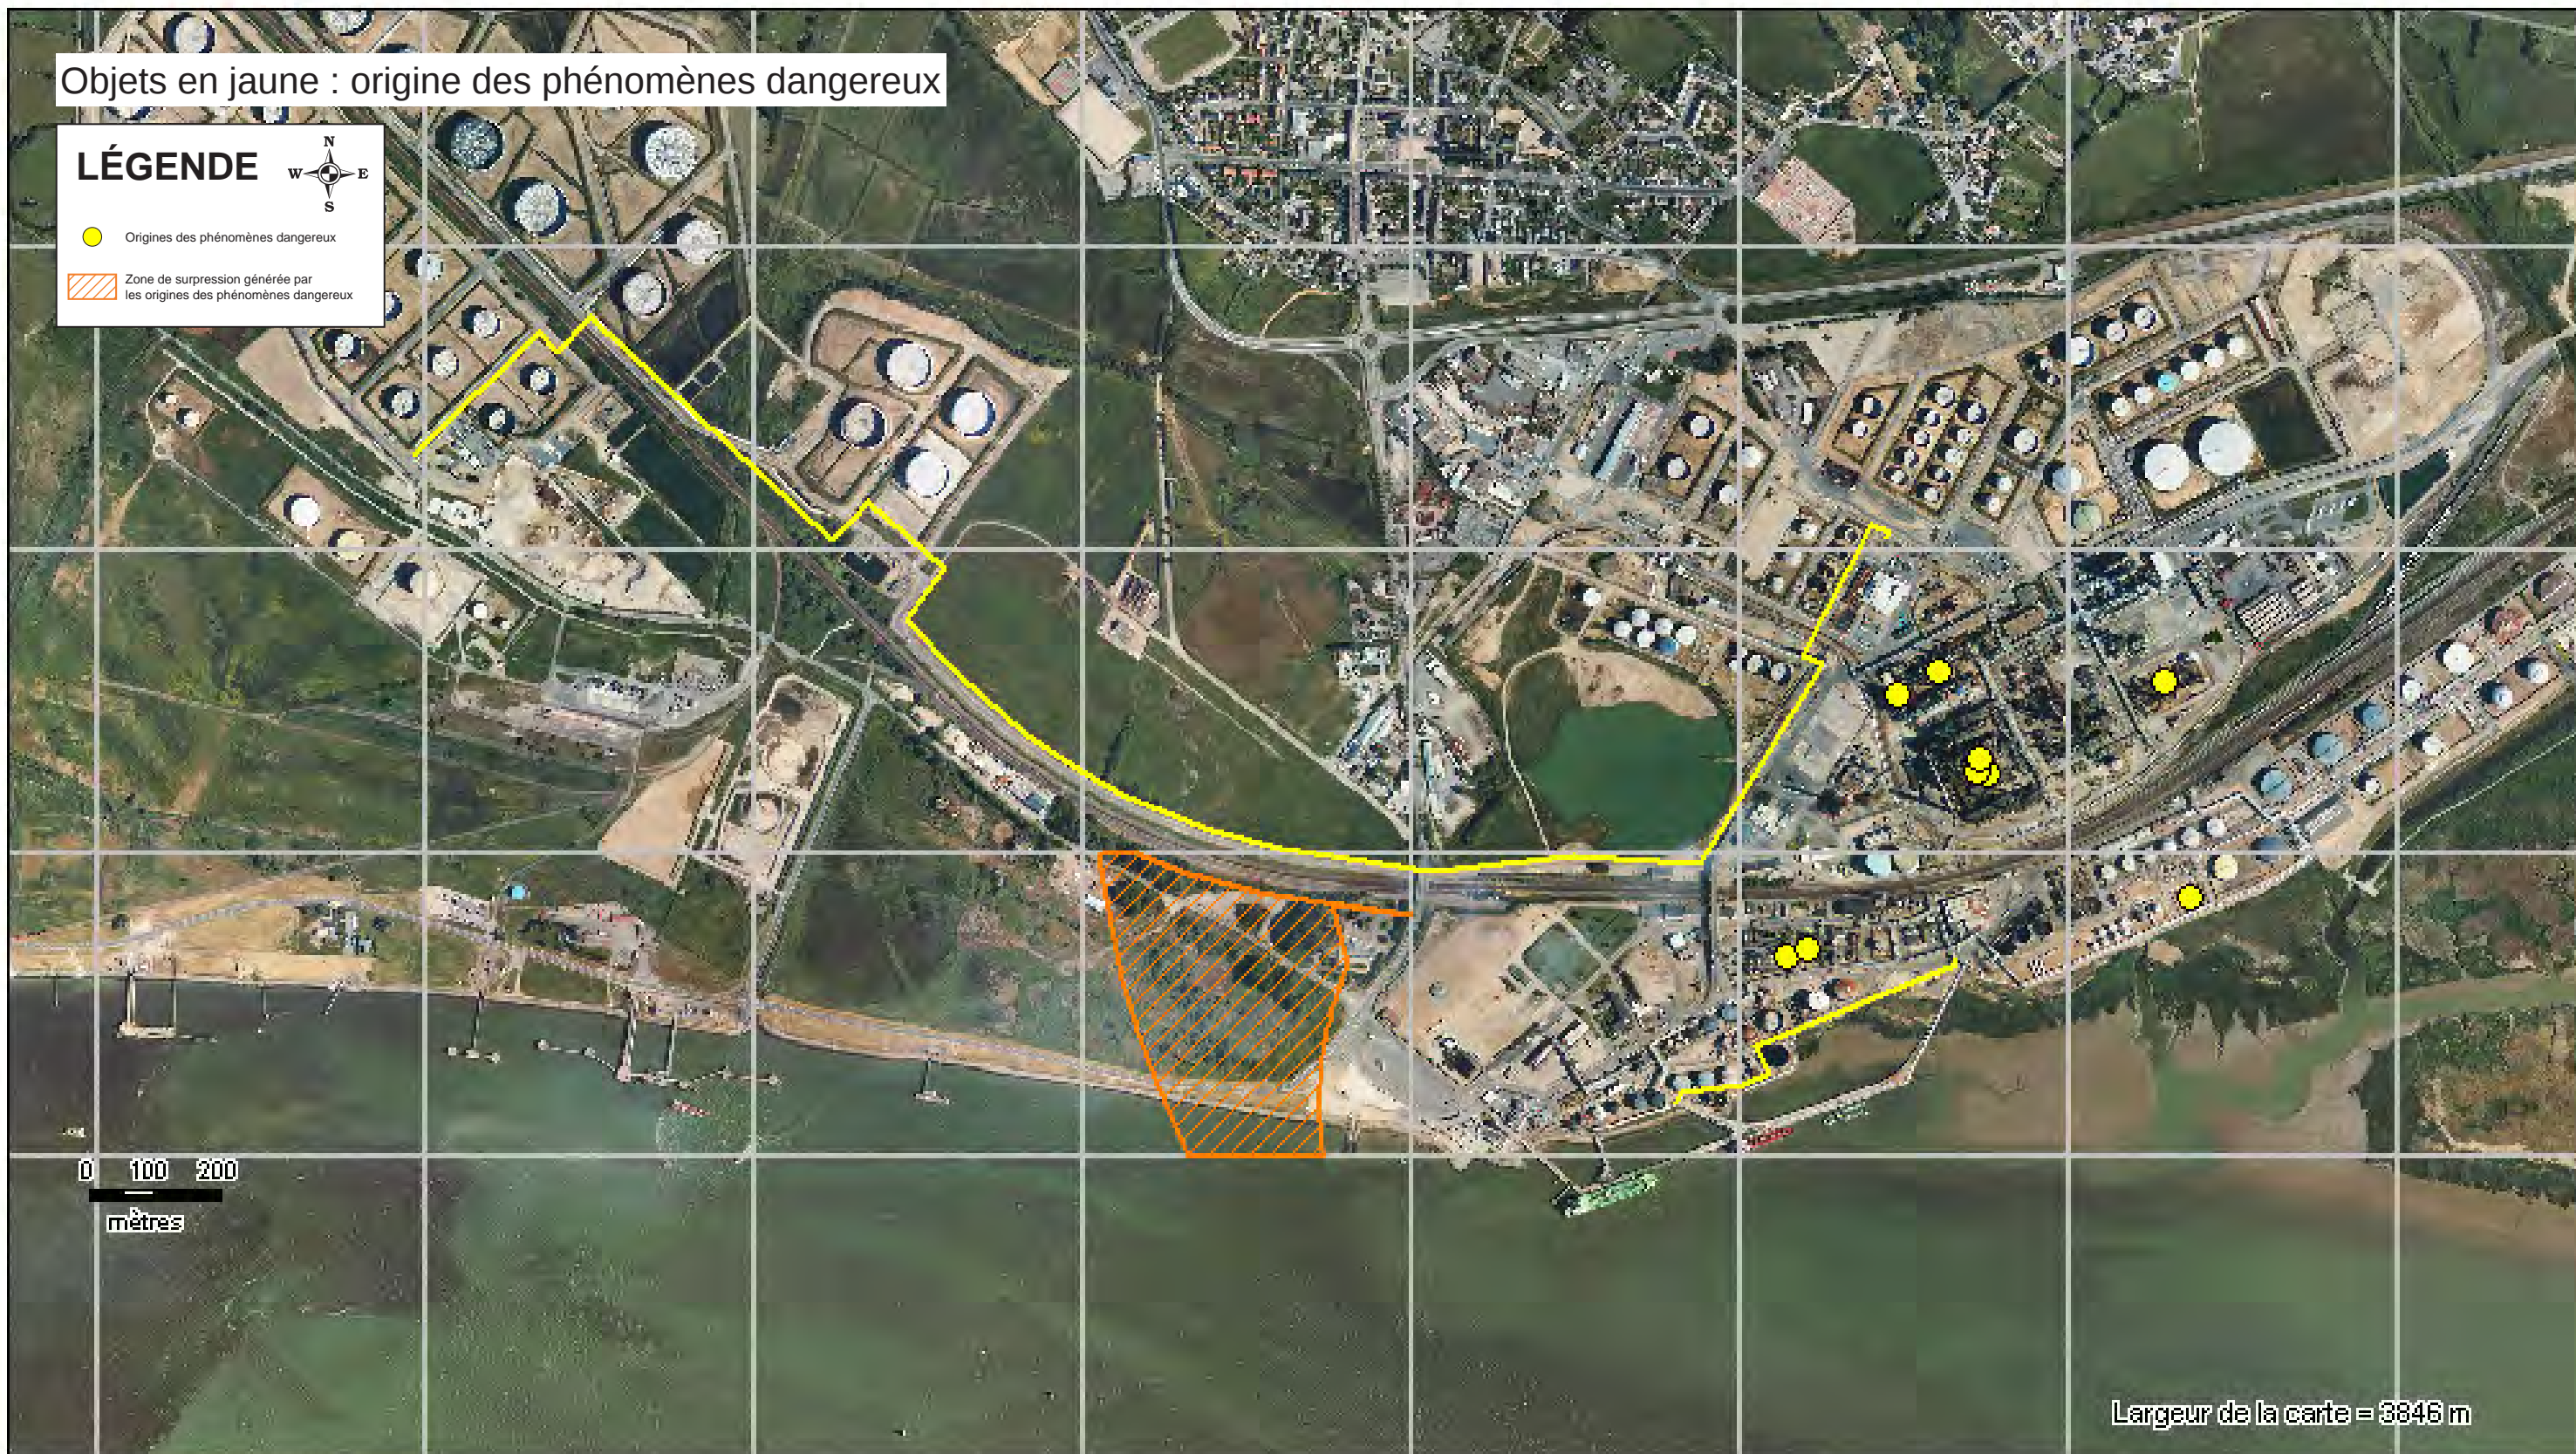 Objets en jaune : origine des phénomènes dangereux
LÉGENDE
N
W E
S
Origines des phénomènes dangereux
Zone de surpression générée par
les origines des phénomènes dangereux
0 100 200
mètres
Largeur de la carte = 3846 m